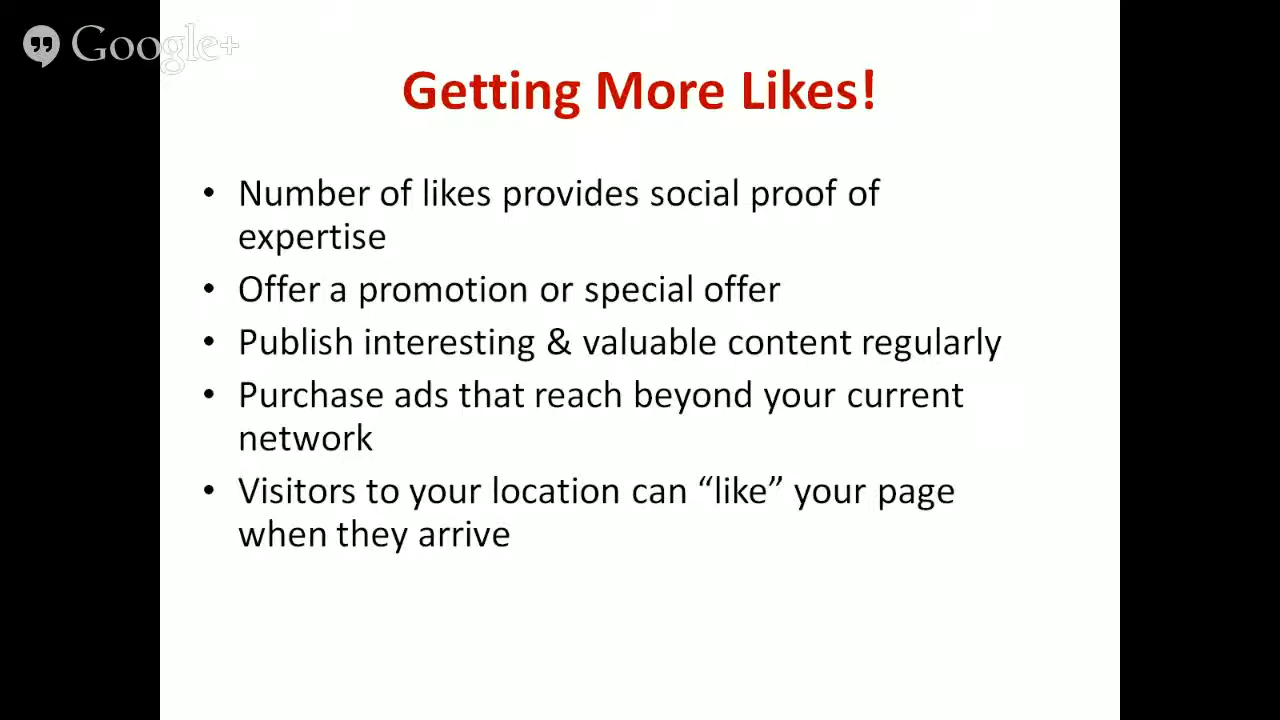 Google+
Getting More Likes!
• Number of likes provides social proof of
expertise
• Offer a promotion or special offer
• Publish interesting & valuable content regularly
• Purchase ads that reach beyond your current
network
• Visitors to your location can “like” your page
when they arrive